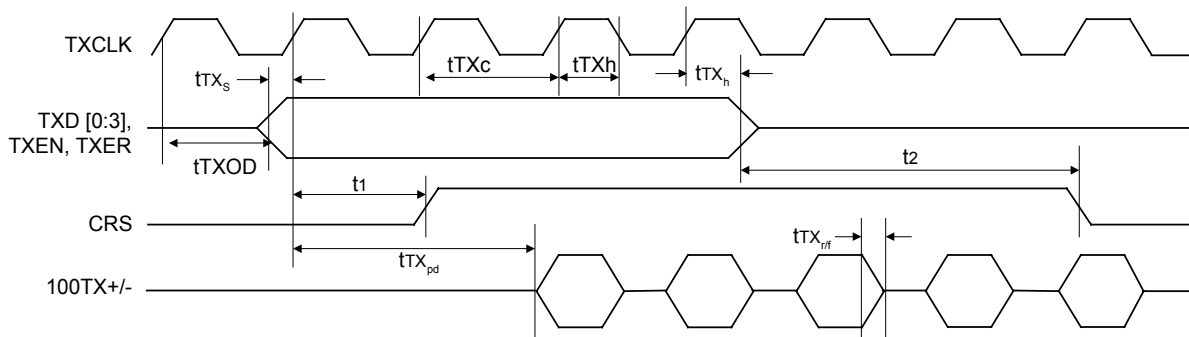 TXCLK
tTXc
tTXh
tTXh
tTXS
TXD [0:3],
TXEN, TXER
tTXOD
t1
t2
CRS
tTXpd
tTXr/f
100TX+/-